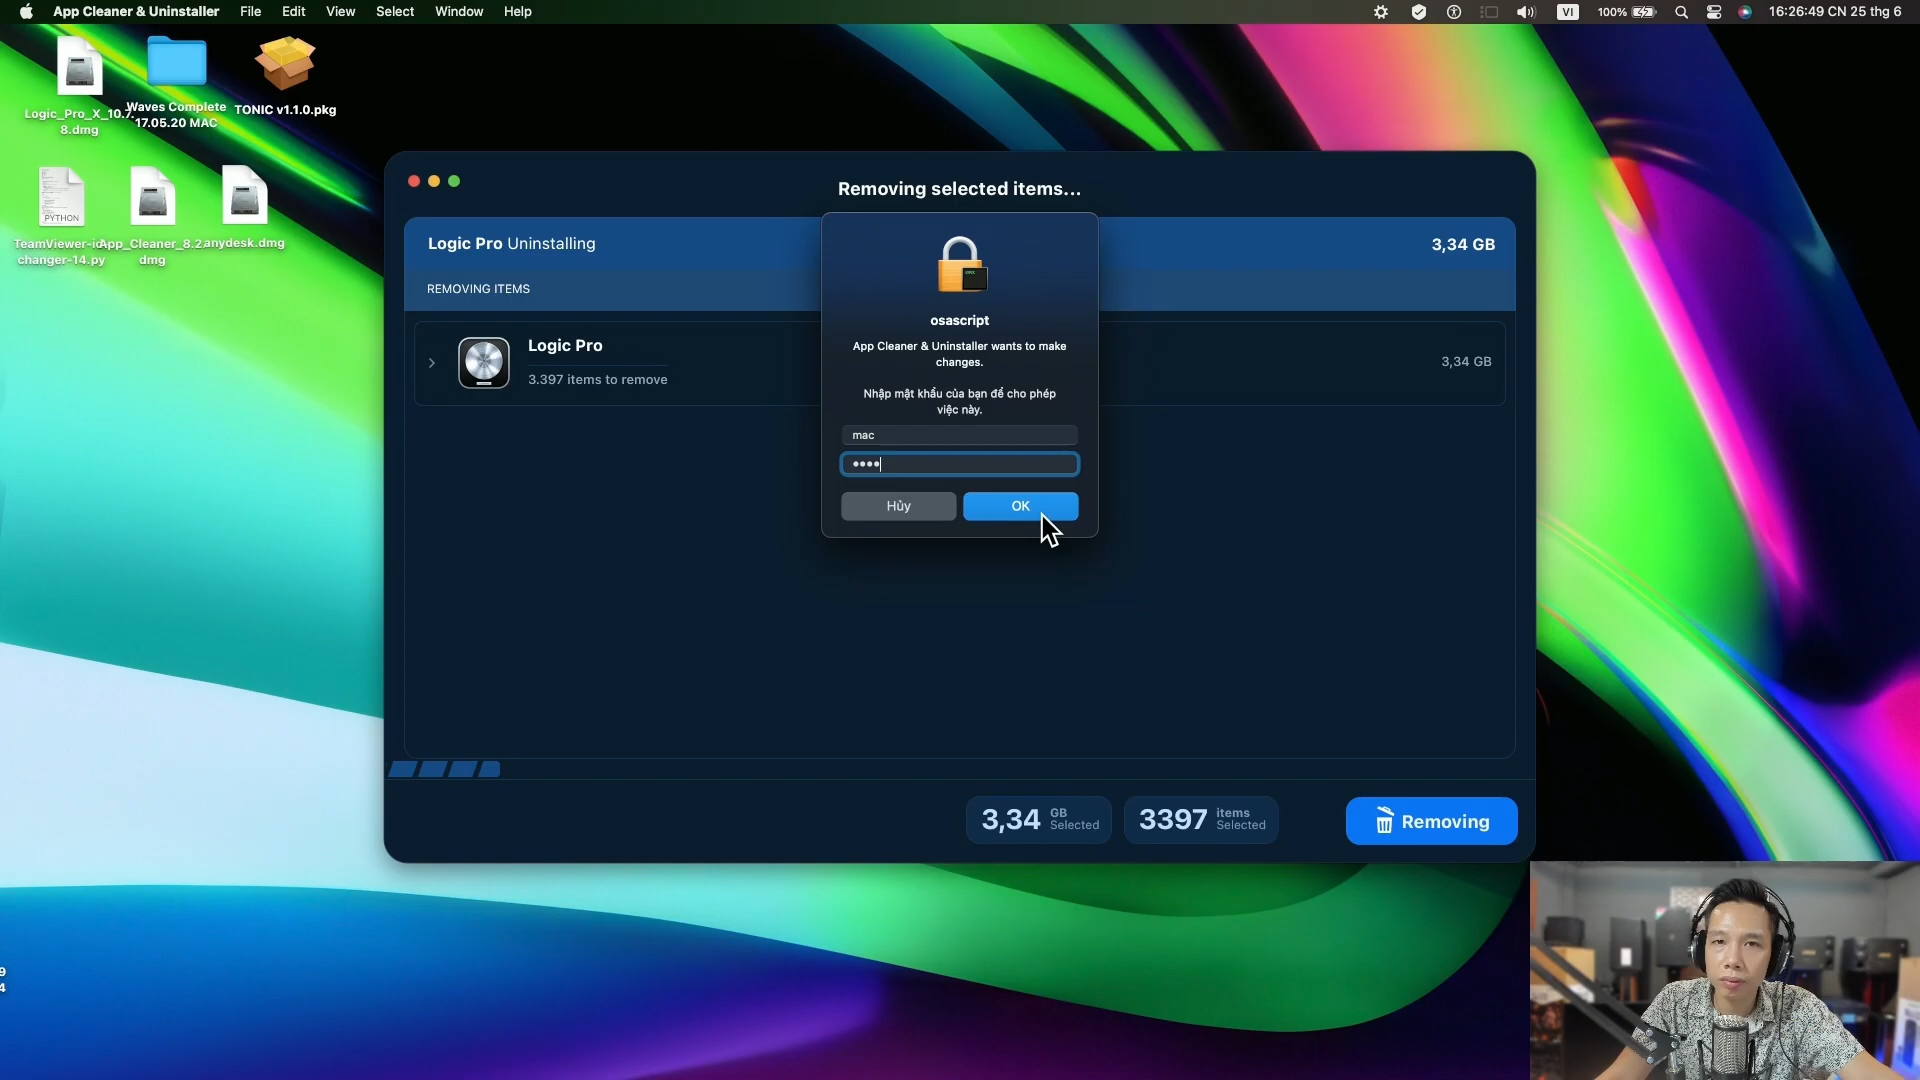 App Cleaner & Uninstaller File Edit View Select Window Help
VI 100% 16:26:49 CN 25 thg 6
Logic_Pro_X_10.7.
8.dmg
Waves Complete
17.05.20 MAC
TONIC v1.1.0.pkg
PYTHON
TeamViewer-id-
changer-14.py
App_Cleaner_8.2.
dmg
anydesk.dmg
Removing selected items...
Logic Pro Uninstalling
3,34 GB
REMOVING ITEMS
Logic Pro
3.397 items to remove
3,34 GB
osascript
App Cleaner & Uninstaller wants to make
changes.
Nhập mật khẩu của bạn để cho phép
việc này.
mac
••••
Hủy
OK
3,34 GB
Selected
3397 items
Selected
Removing
9
4